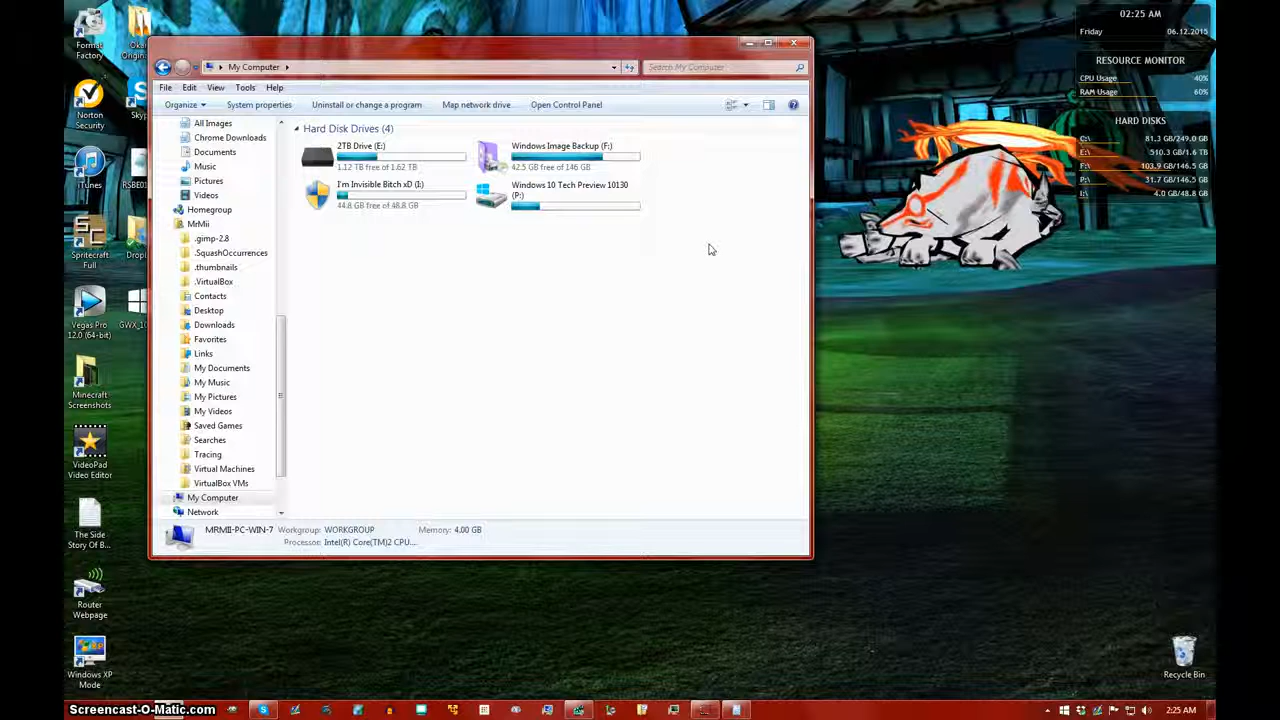 Format
Factory
Oka
Origin
Norton
Security
Skyp
iTunes
RSBE01
Spritecraft
Full
Dropl
Vegas Pro
12.0 (64-bit)
GWX_10
Minecraft
Screenshots
VideoPad
Video Editor
The Side
Story Of B...
Router
Webpage
Windows XP
Mode
My Computer
Search My Computer
File Edit View Tools Help
Organize System properties Uninstall or change a program Map network drive Open Control Panel
All Images
Chrome Downloads
Documents
Music
Pictures
Videos
Homegroup
MrMii
.gimp-2.8
.SquashOccurrences
.thumbnails
.VirtualBox
Contacts
Desktop
Downloads
Favorites
Links
My Documents
My Music
My Pictures
My Videos
Saved Games
Searches
Tracing
Virtual Machines
VirtualBox VMs
My Computer
Network
Hard Disk Drives (4)
2TB Drive (E:)
1.12 TB free of 1.62 TB
Windows Image Backup (F:)
42.5 GB free of 146 GB
I'm Invisible Bitch xD (I:)
44.8 GB free of 48.8 GB
Windows 10 Tech Preview 10130
(P:)
MRMII-PC-WIN-7 Workgroup: WORKGROUP Memory: 4.00 GB
Processor: Intel(R) Core(TM)2 CPU....
02:25 AM
Friday 06.12.2015
RESOURCE MONITOR
CPU Usage 40%
RAM Usage 60%
HARD DISKS
C:\ 81.3 GB/249.0 GB
E:\ 510.3 GB/1.6 TB
F:\ 103.9 GB/146.5 GB
P:\ 31.7 GB/146.5 GB
I:\ 4.0 GB/48.8 GB
Recycle Bin
Screencast-O-Matic.com
2:25 AM